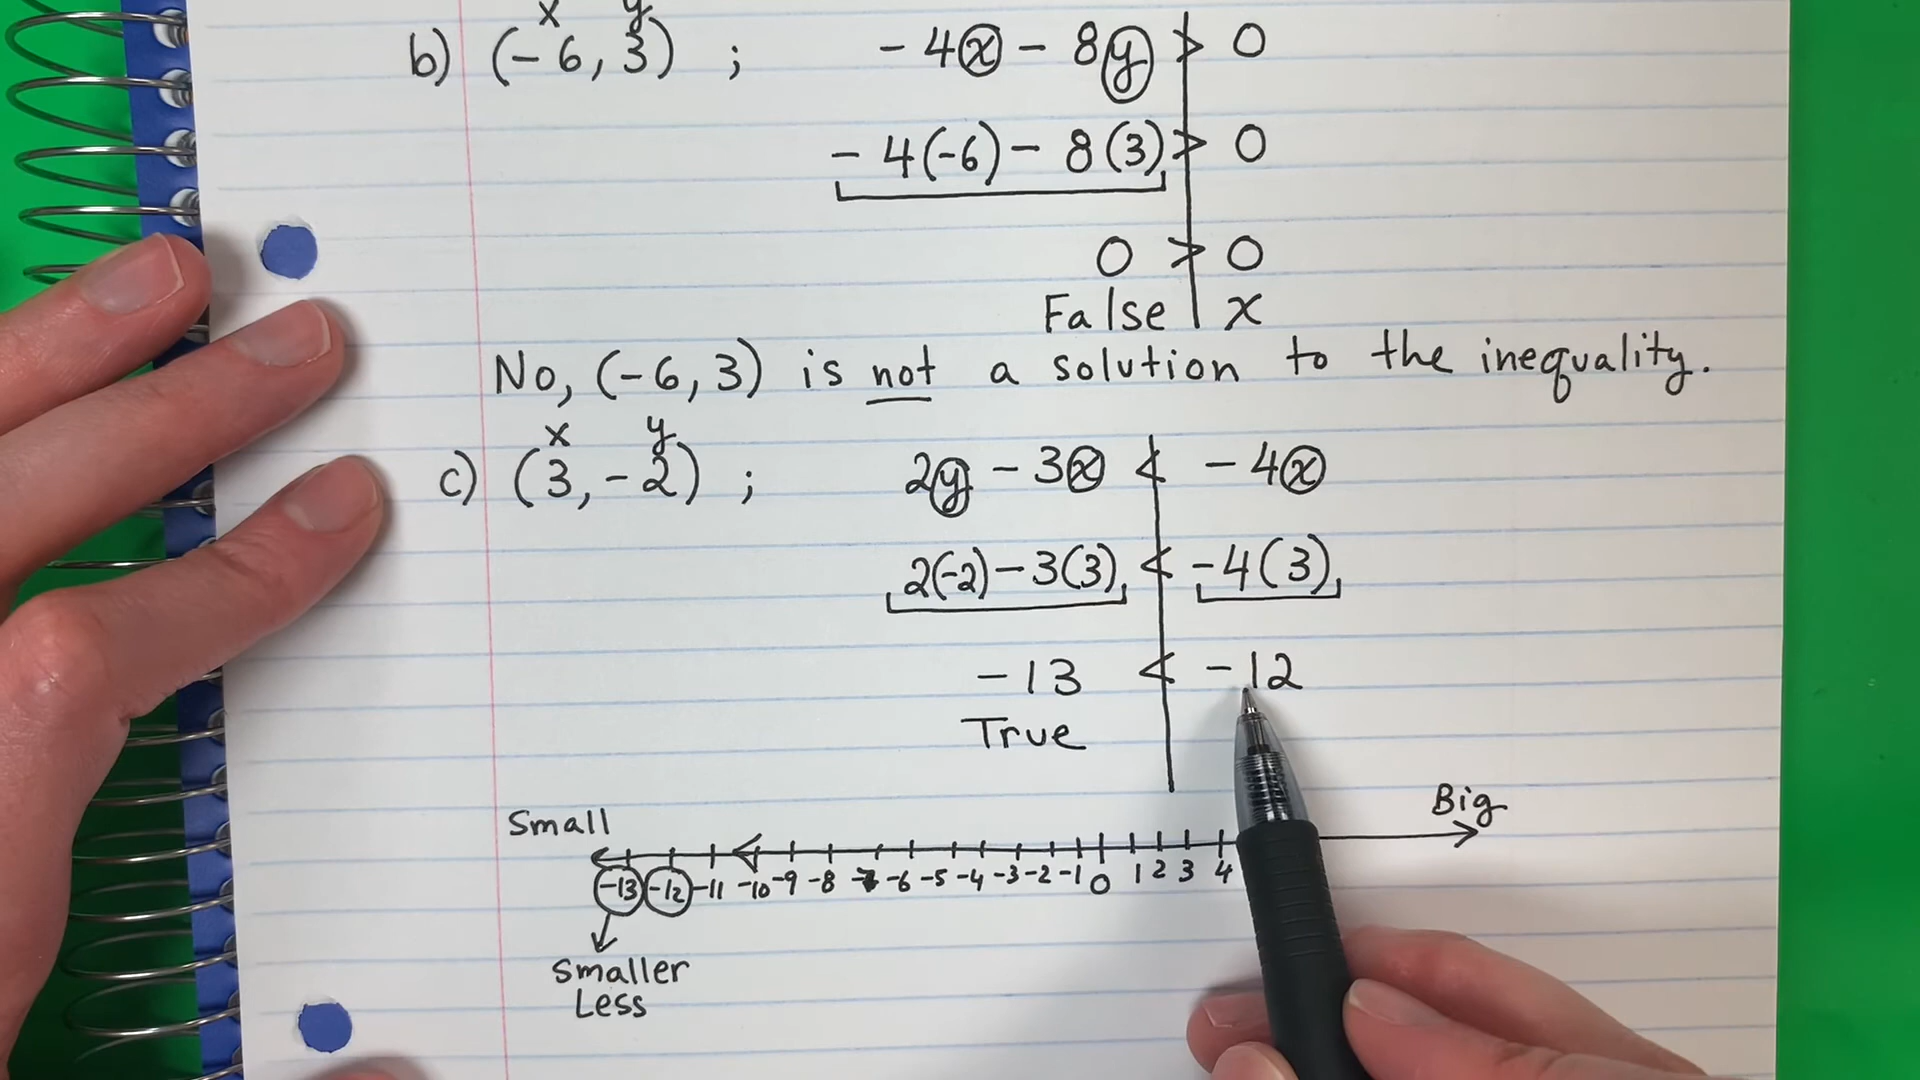 x y
b) (-6, 3) ; -4x - 8y > 0
-4(-6) - 8(3) > 0
0 > 0
False x
No, (-6, 3) is not a solution to the inequality.
x y
c) (3, -2) ; 2y - 3x < -4x
2(-2) - 3(3) < -4(3)
-13 < -12
True
Small Big
-13 -12 -11 -10 -9 -8 -7 -6 -5 -4 -3 -2 -1 0 1 2 3 4
Smaller
Less